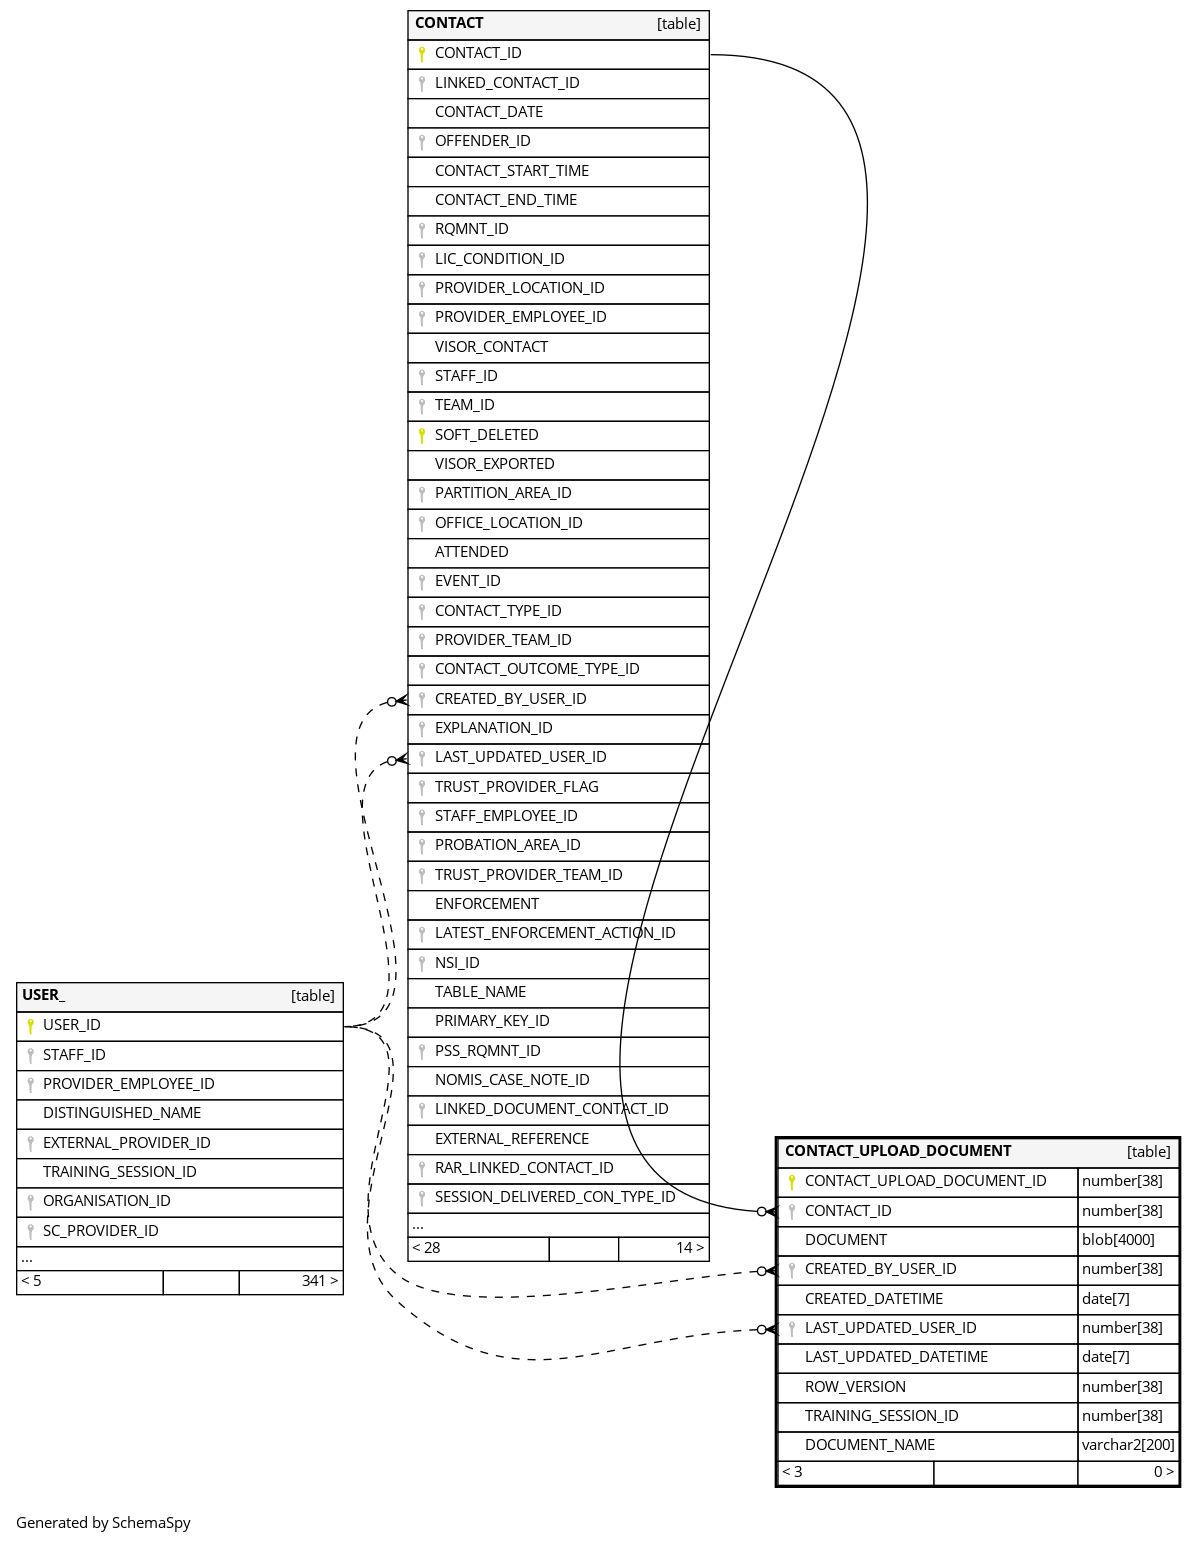 CONTACT [table]
CONTACT_ID
LINKED_CONTACT_ID
CONTACT_DATE
OFFENDER_ID
CONTACT_START_TIME
CONTACT_END_TIME
RQMNT_ID
LIC_CONDITION_ID
PROVIDER_LOCATION_ID
PROVIDER_EMPLOYEE_ID
VISOR_CONTACT
STAFF_ID
TEAM_ID
SOFT_DELETED
VISOR_EXPORTED
PARTITION_AREA_ID
OFFICE_LOCATION_ID
ATTENDED
EVENT_ID
CONTACT_TYPE_ID
PROVIDER_TEAM_ID
CONTACT_OUTCOME_TYPE_ID
CREATED_BY_USER_ID
EXPLANATION_ID
LAST_UPDATED_USER_ID
TRUST_PROVIDER_FLAG
STAFF_EMPLOYEE_ID
PROBATION_AREA_ID
TRUST_PROVIDER_TEAM_ID
ENFORCEMENT
LATEST_ENFORCEMENT_ACTION_ID
NSI_ID
TABLE_NAME
PRIMARY_KEY_ID
PSS_RQMNT_ID
NOMIS_CASE_NOTE_ID
LINKED_DOCUMENT_CONTACT_ID
EXTERNAL_REFERENCE
RAR_LINKED_CONTACT_ID
SESSION_DELIVERED_CON_TYPE_ID
...
< 28 14 >
USER_ [table]
USER_ID
STAFF_ID
PROVIDER_EMPLOYEE_ID
DISTINGUISHED_NAME
EXTERNAL_PROVIDER_ID
TRAINING_SESSION_ID
ORGANISATION_ID
SC_PROVIDER_ID
...
< 5 341 >
CONTACT_UPLOAD_DOCUMENT [table]
CONTACT_UPLOAD_DOCUMENT_ID number[38]
CONTACT_ID number[38]
DOCUMENT blob[4000]
CREATED_BY_USER_ID number[38]
CREATED_DATETIME date[7]
LAST_UPDATED_USER_ID number[38]
LAST_UPDATED_DATETIME date[7]
ROW_VERSION number[38]
TRAINING_SESSION_ID number[38]
DOCUMENT_NAME varchar2[200]
< 3 0 >
Generated by SchemaSpy